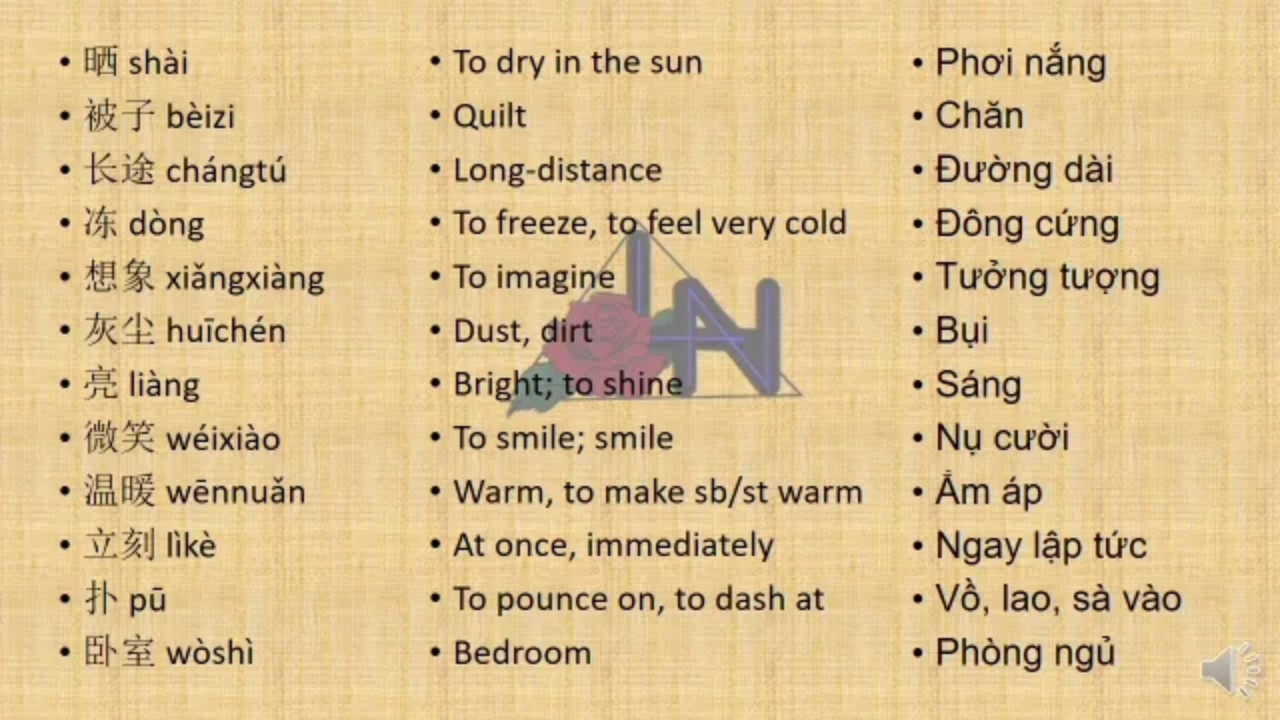 • 晒 shài • To dry in the sun • Phơi nắng
• 被子 bèizi • Quilt • Chăn
• 长途 chángtú • Long-distance • Đường dài
• 冻 dòng • To freeze, to feel very cold • Đông cứng
• 想象 xiǎngxiàng • To imagine • Tưởng tượng
• 灰尘 huīchén • Dust, dirt • Bụi
• 亮 liàng • Bright; to shine • Sáng
• 微笑 wéixiào • To smile; smile • Nụ cười
• 温暖 wēnnuǎn • Warm, to make sb/st warm • Ẳm áp
• 立刻 lìkè • At once, immediately • Ngay lập tức
• 扑 pū • To pounce on, to dash at • Vồ, lao, sà vào
• 卧室 wòshì • Bedroom • Phòng ngủ